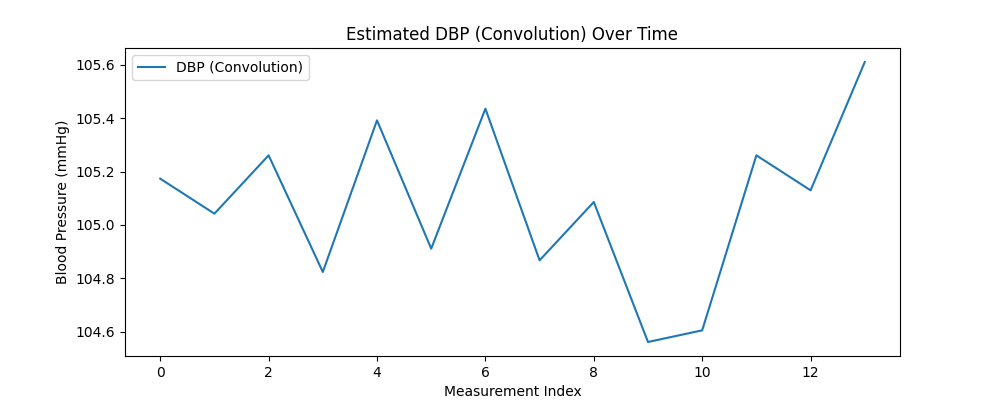 Estimated DBP (Convolution) Over Time
DBP (Convolution)
Blood Pressure (mmHg)
105.6
105.4
105.2
105.0
104.8
104.6
0 2 4 6 8 10 12
Measurement Index